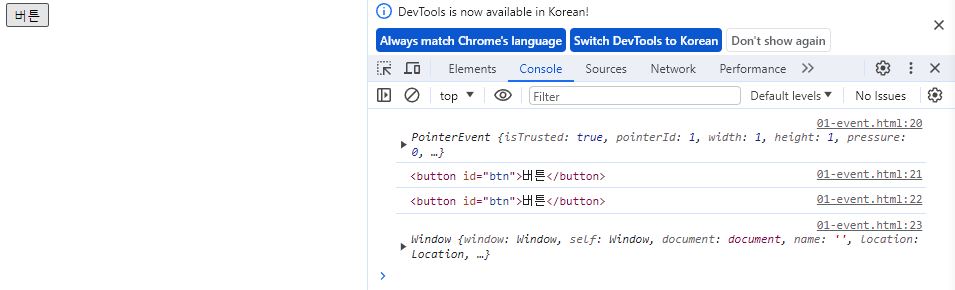 버튼
DevTools is now available in Korean!
Always match Chrome's language Switch DevTools to Korean Don't show again
Elements Console Sources Network Performance
top Filter Default levels No Issues
01-event.html:20
PointerEvent {isTrusted: true, pointerId: 1, width: 1, height: 1, pressure:
0, …}
<button id="btn">버튼</button> 01-event.html:21
<button id="btn">버튼</button> 01-event.html:22
01-event.html:23
Window {window: Window, self: Window, document: document, name: '', location:
Location, …}